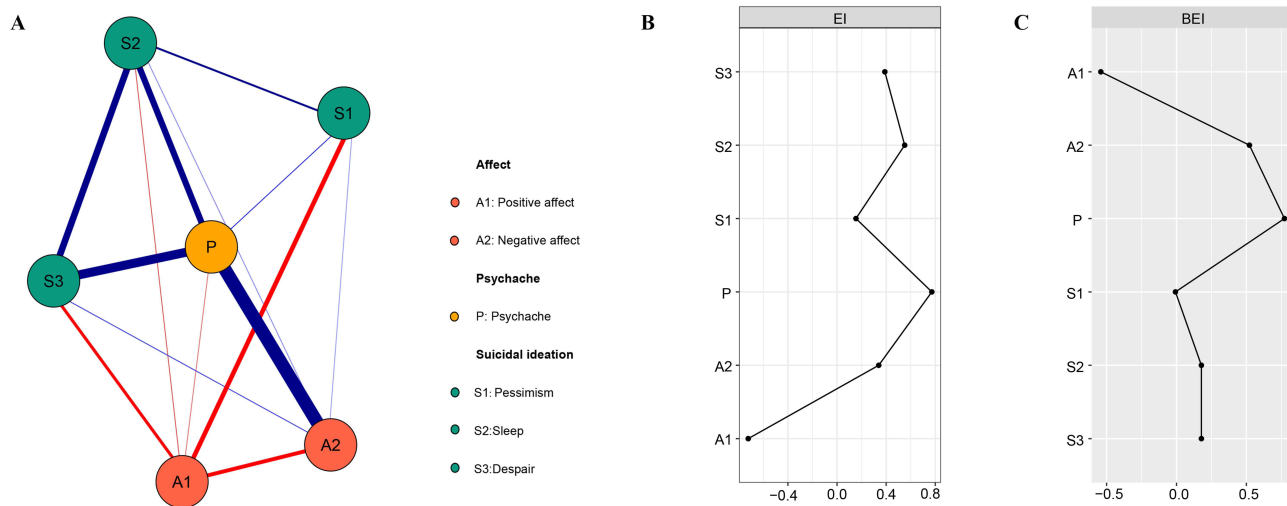 A
S2
S1
P
S3
A2
A1
Affect
A1: Positive affect
A2: Negative affect
Psychache
P: Psychache
Suicidal ideation
S1: Pessimism
S2:Sleep
S3:Despair
B
EI
S3
S2
S1
P
A2
A1
−0.4 0.0 0.4 0.8
C
BEI
A1
A2
P
S1
S2
S3
−0.5 0.0 0.5